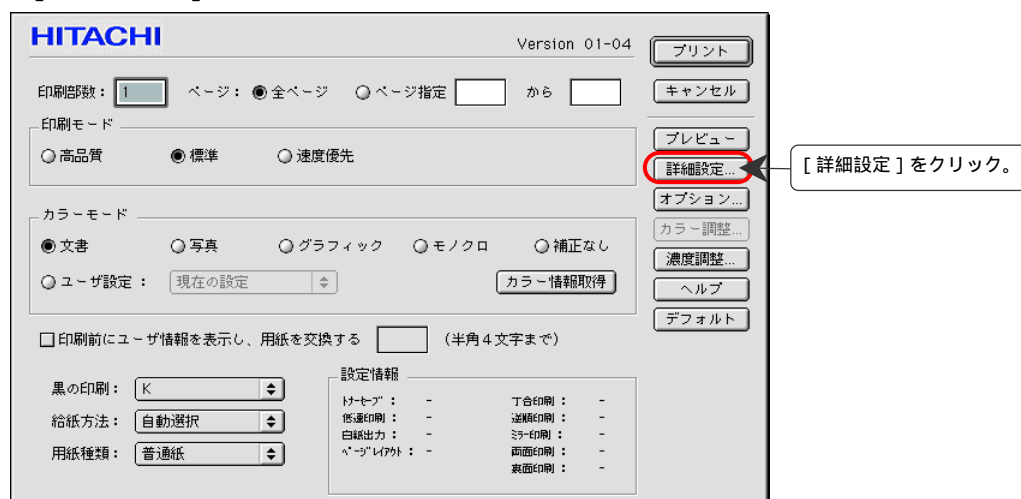 HITACHI
Version 01-04
プリント
印刷部数： 1 ページ： 全ページ ページ指定 から
キャンセル
印刷モード
プレビュー
高品質 標準 速度優先
詳細設定...
[ 詳細設定 ] をクリック。
オプション...
カラーモード
カラー調整...
文書 写真 グラフィック モノクロ 補正なし
濃度調整...
ユーザ設定 ： 現在の設定 カラー情報取得
ヘルプ
デフォルト
印刷前にユーザ情報を表示し、用紙を交換する （半角４文字まで）
設定情報
黒の印刷： K
ﾄﾅｰｾｰﾌﾞ： - 丁合印刷： -
給紙方法： 自動選択
低速印刷： - 逆順印刷： -
白紙出力： - ﾐﾗｰ印刷： -
用紙種類： 普通紙
ﾍﾟｰｼﾞﾚｲｱｳﾄ： - 両面印刷： -
裏面印刷： -